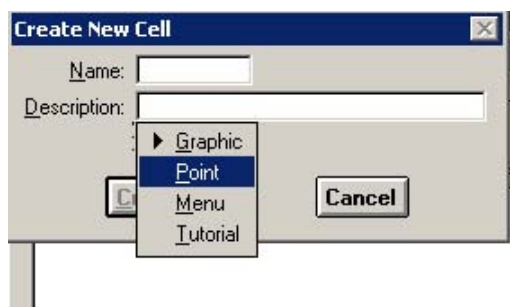 Create New Cell
Name:
Description:
Graphic
Point
Menu
Tutorial
Cancel